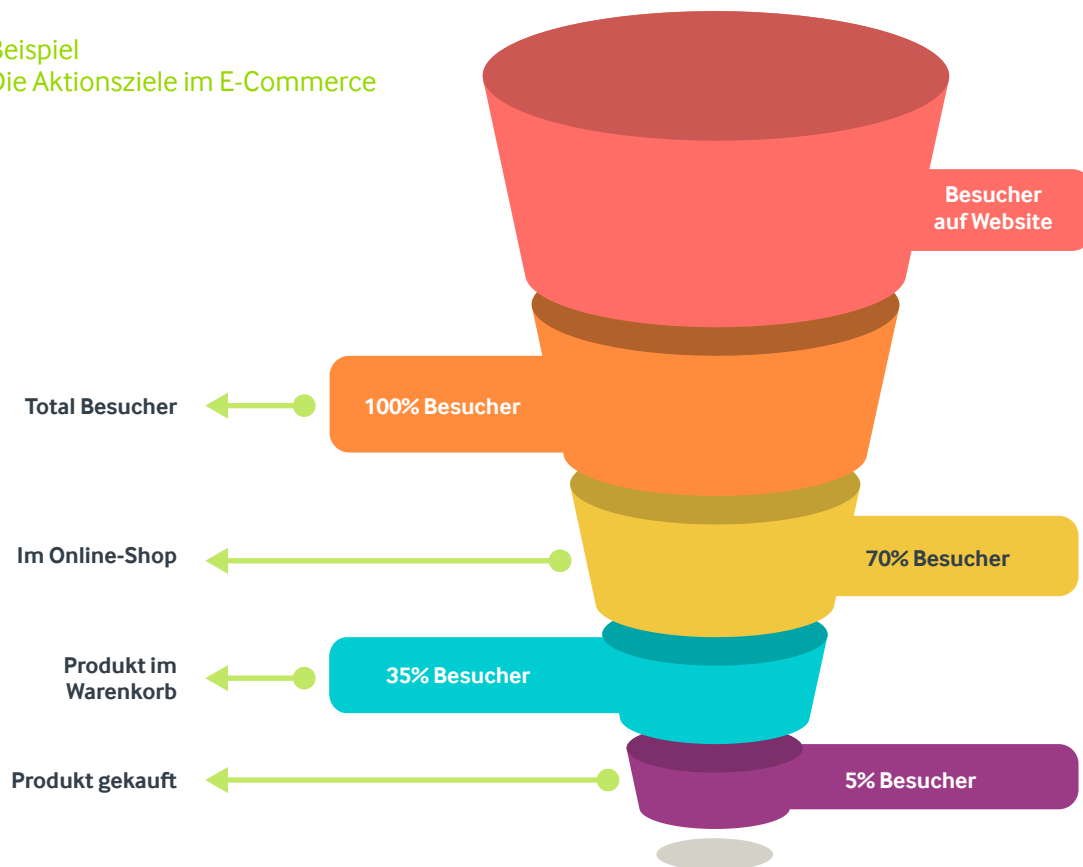 Beispiel
Die Aktionsziele im E-Commerce
Besucher
auf Website
Total Besucher
100% Besucher
Im Online-Shop
70% Besucher
Produkt im
Warenkorb
35% Besucher
Produkt gekauft
5% Besucher